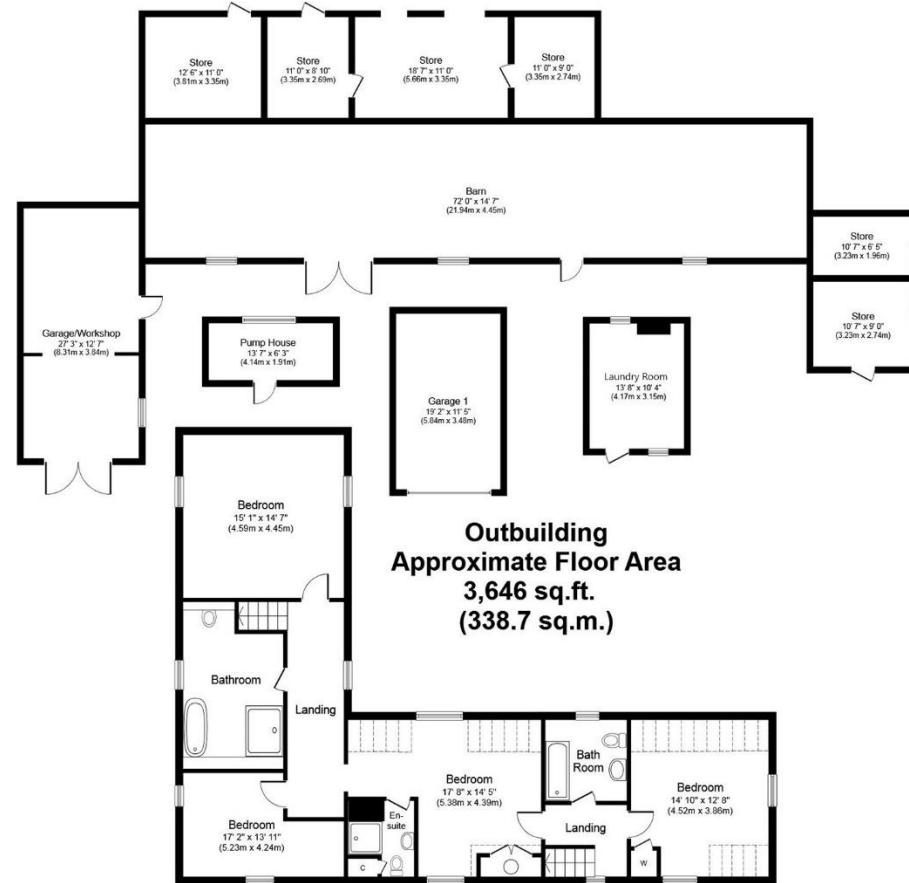 Store
12' 6" x 11' 0"
(3.81m x 3.35m)
Store
11' 0" x 8' 10"
(3.35m x 2.69m)
Store
18' 7" x 11' 0"
(5.66m x 3.35m)
Store
11' 0" x 9' 0"
(3.35m x 2.74m)
Barn
72' 0" x 14' 7"
(21.94m x 4.45m)
Store
10' 7" x 6' 5"
(3.23m x 1.96m)
Store
10' 7" x 9' 0"
(3.23m x 2.74m)
Garage/Workshop
27' 3" x 12' 7"
(8.31m x 3.84m)
Pump House
13' 7" x 6' 3"
(4.14m x 1.91m)
Garage 1
19' 2" x 11' 5"
(5.84m x 3.48m)
Laundry Room
13' 8" x 10' 4"
(4.17m x 3.15m)
Bedroom
15' 1" x 14' 7"
(4.59m x 4.45m)
Outbuilding
Approximate Floor Area
3,646 sq.ft.
(338.7 sq.m.)
Bathroom
Landing
Bedroom
17' 2" x 13' 11"
(5.23m x 4.24m)
En-
suite
C
Bedroom
17' 8" x 14' 5"
(5.38m x 4.39m)
Bath
Room
Landing
W
Bedroom
14' 10" x 12' 8"
(4.52m x 3.86m)